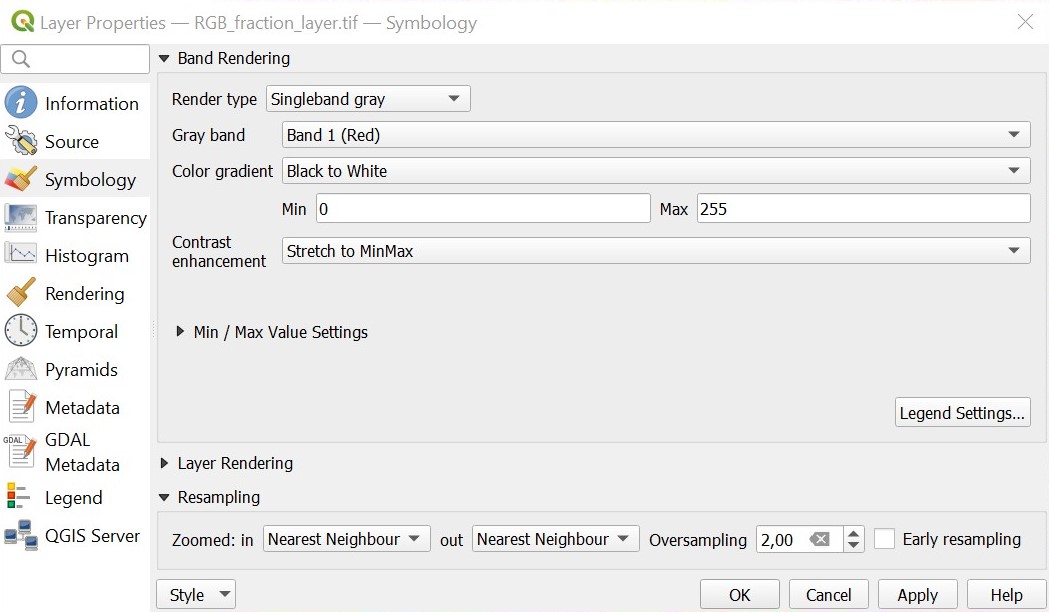 Layer Properties — RGB_fraction_layer.tif — Symbology
Information
Source
Symbology
Transparency
Histogram
Rendering
Temporal
Pyramids
Metadata
GDAL
GDAL
Metadata
Legend
QGIS Server
Band Rendering
Render type Singleband gray
Gray band Band 1 (Red)
Color gradient Black to White
Min 0 Max 255
Contrast
enhancement Stretch to MinMax
Min / Max Value Settings
Legend Settings...
Layer Rendering
Resampling
Zoomed: in Nearest Neighbour out Nearest Neighbour Oversampling 2,00 Early resampling
Style OK Cancel Apply Help